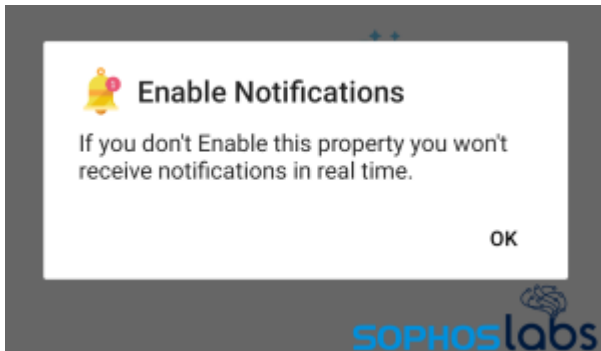 Enable Notifications
If you don't Enable this property you won't
receive notifications in real time.
OK
SOPHOSlabs